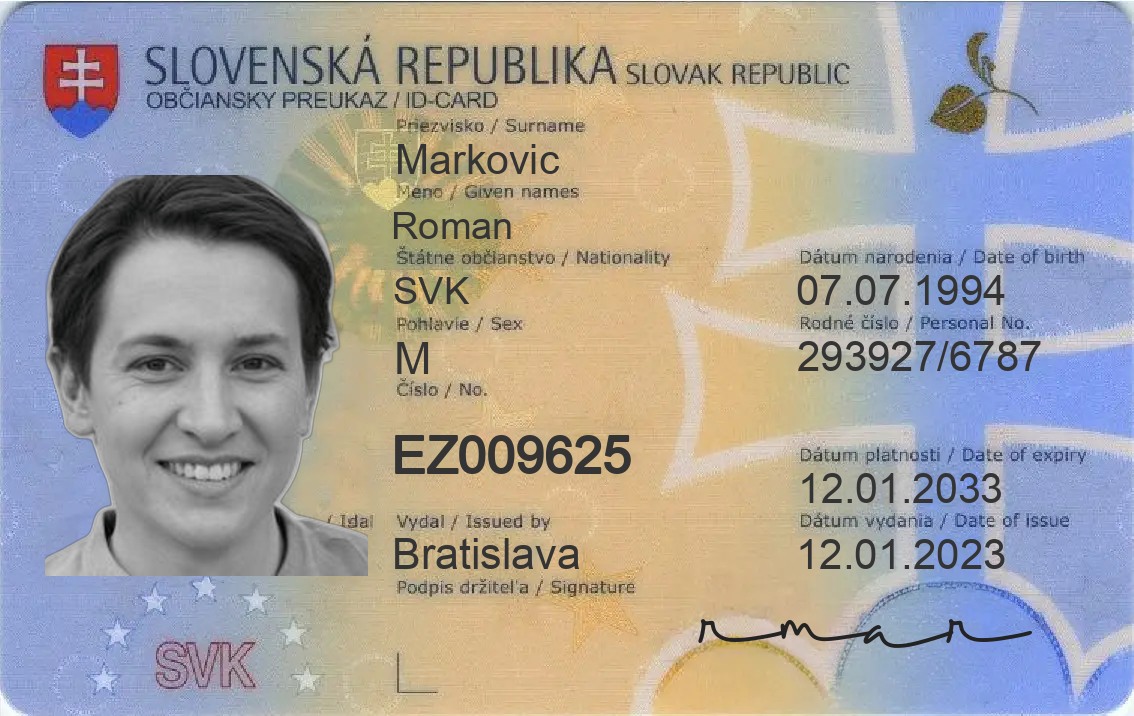 SLOVENSKÁ REPUBLIKA SLOVAK REPUBLIC
OBČIANSKY PREUKAZ / ID-CARD
Priezvisko / Surname
Markovic
Meno / Given names
Roman
Štátne občianstvo / Nationality
SVK
Dátum narodenia / Date of birth
07.07.1994
Pohlavie / Sex
M
Rodné číslo / Personal No.
293927/6787
Číslo / No.
EZ009625
Dátum platnosti / Date of expiry
12.01.2033
/ Idal
Vydal / Issued by
Bratislava
Dátum vydania / Date of issue
12.01.2023
Podpis držiteľa / Signature
rmar
SVK